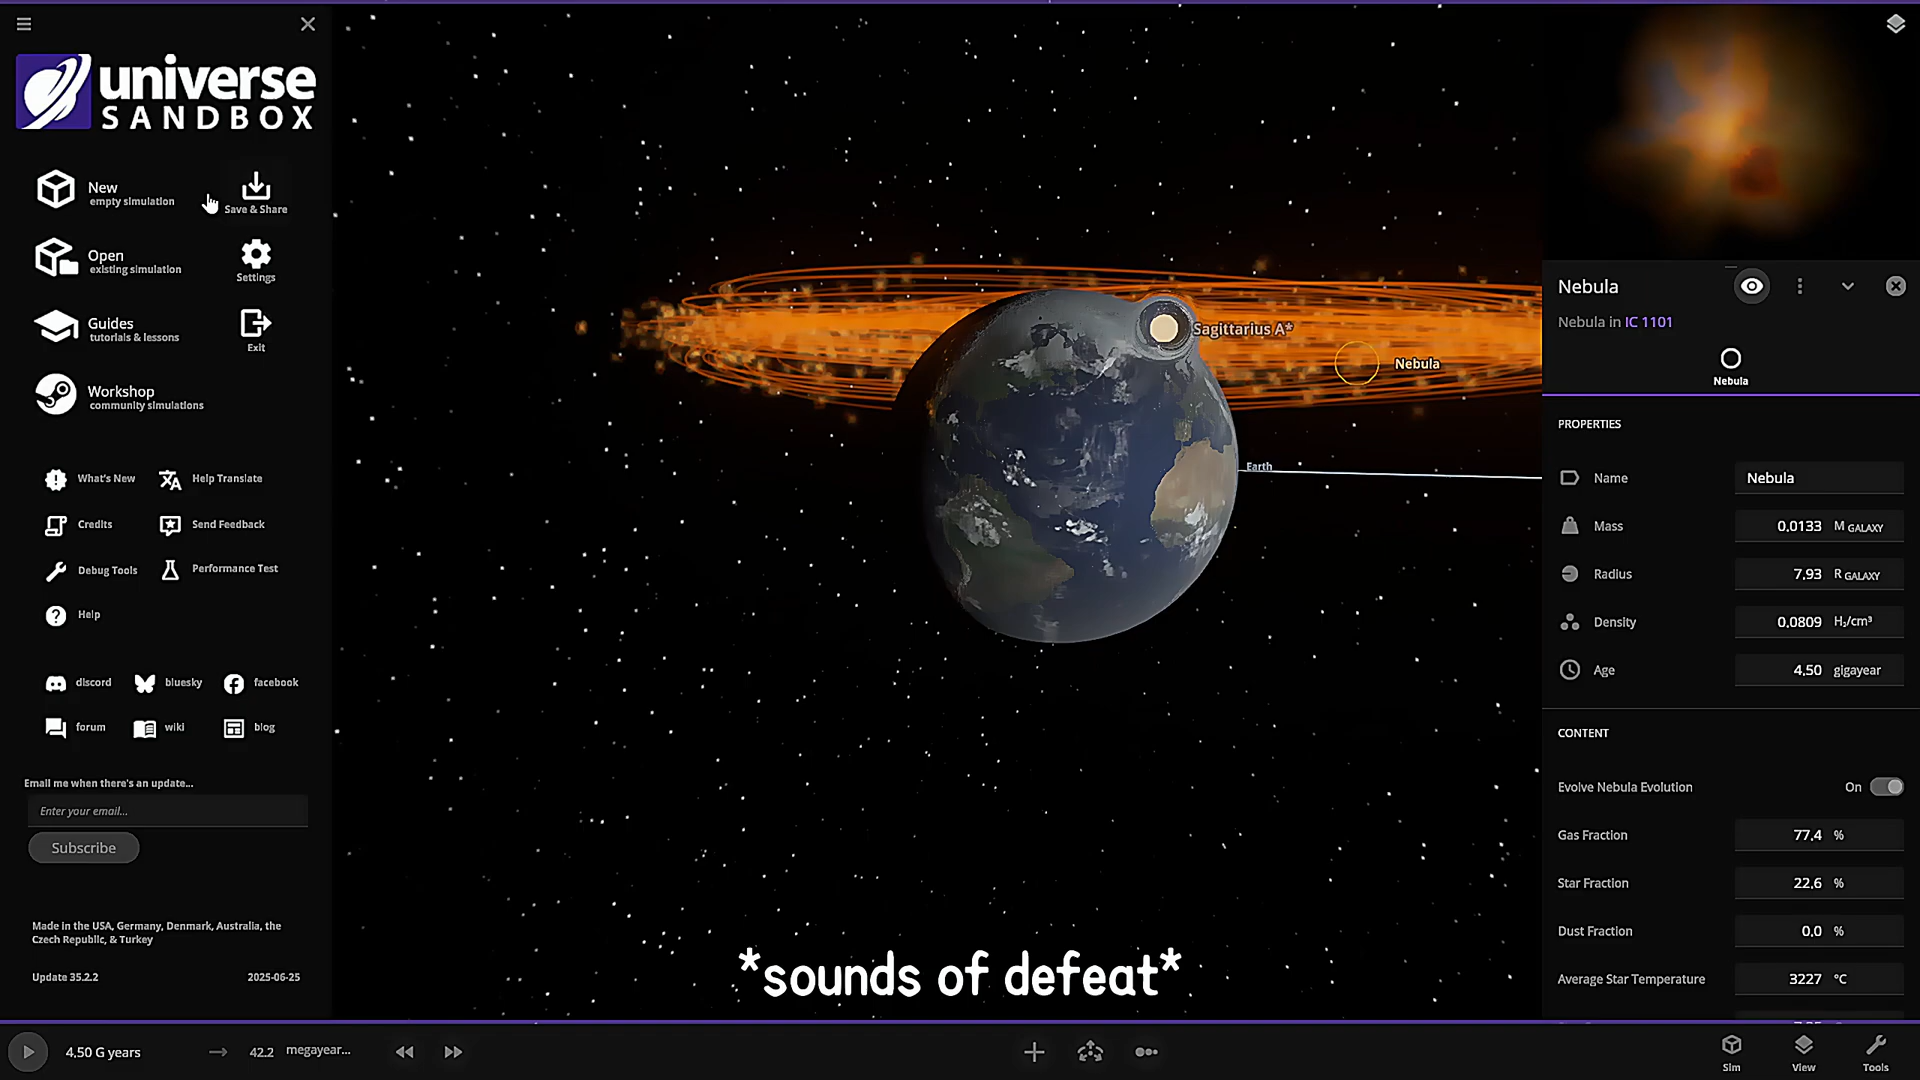 universe
SANDBOX
New
empty simulation
Save & Share
Open
existing simulation
Settings
Guides
tutorials & lessons
Exit
Workshop
community simulations
What's New
Help Translate
Credits
Send Feedback
Debug Tools
Performance Test
Help
discord
bluesky
facebook
forum
wiki
blog
Email me when there's an update...
Enter your email...
Subscribe
Made in the USA, Germany, Denmark, Australia, the
Czech Republic, & Turkey
Update 35.2.2
2025-06-25
Sagittarius A*
Nebula
Earth
*sounds of defeat*
Nebula
Nebula in IC 1101
Nebula
PROPERTIES
Name Nebula
Mass 0,0133 M GALAXY
Radius 7,93 R GALAXY
Density 0,0809 H₂/cm³
Age 4,50 gigayear
CONTENT
Evolve Nebula Evolution On
Gas Fraction 77,4 %
Star Fraction 22,6 %
Dust Fraction 0,0 %
Average Star Temperature 3227 °C
4,50 G years
42.2 megayear...
Sim
View
Tools